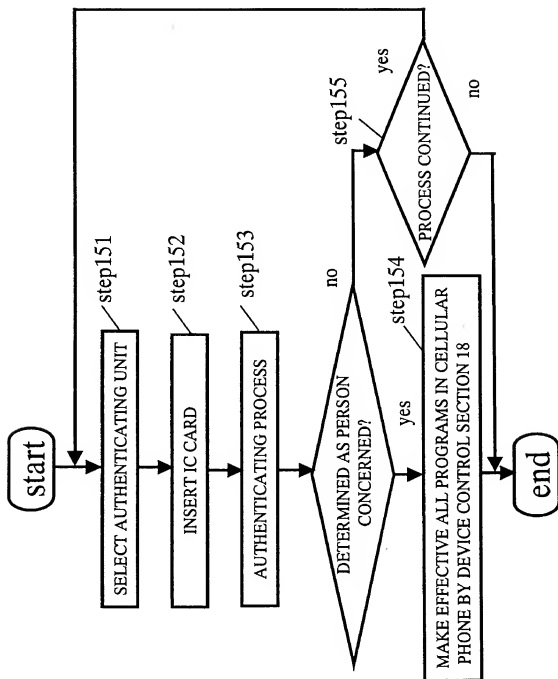 start
step151
SELECT AUTHENTICATING UNIT
step152
INSERT IC CARD
step153
AUTHENTICATING PROCESS
DETERMINED AS PERSON
CONCERNED?
no
yes
step155
PROCESS CONTINUED?
yes
no
step154
MAKE EFFECTIVE ALL PROGRAMS IN CELLULAR
PHONE BY DEVICE CONTROL SECTION 18
end